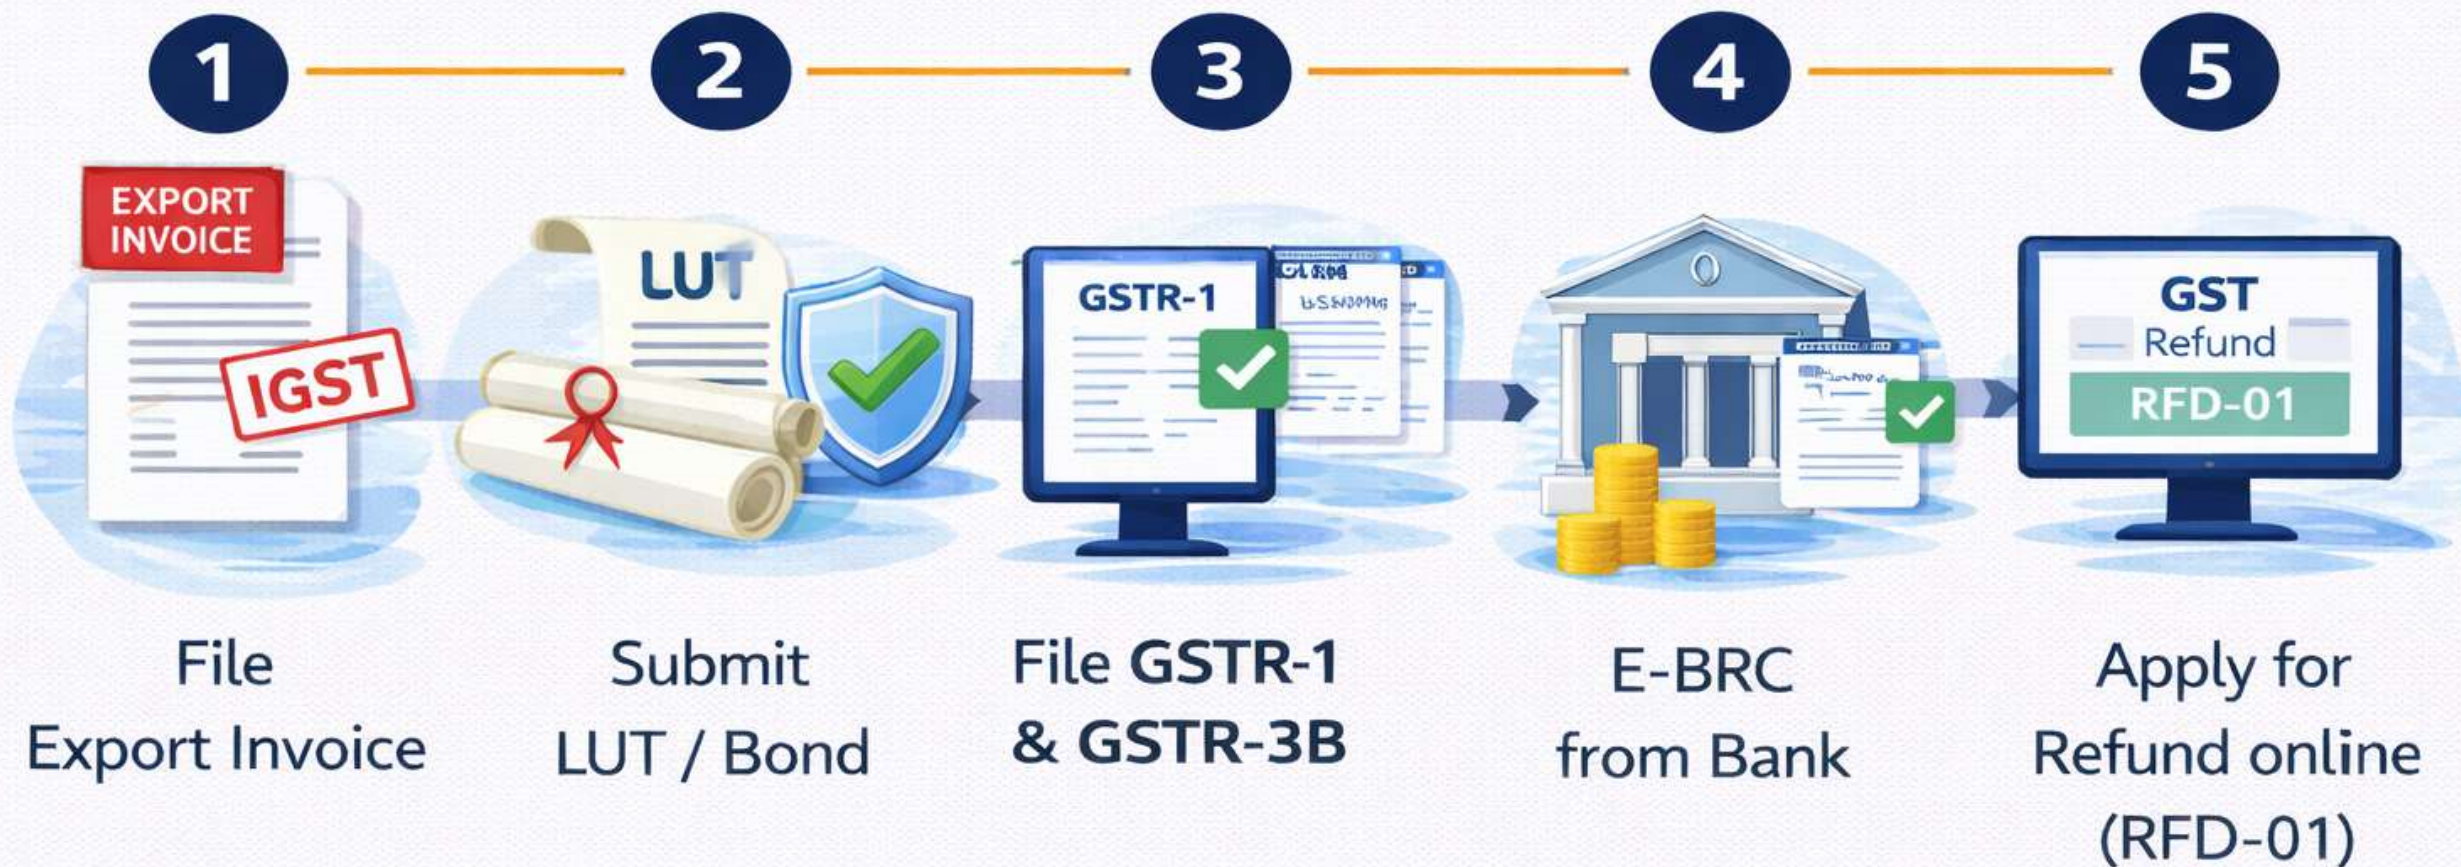 1
2
3
4
5
EXPORT
INVOICE
IGST
LUT
GSTR-1
GST
Refund
RFD-01
File
Export Invoice
Submit
LUT / Bond
File GSTR-1
& GSTR-3B
E-BRC
from Bank
Apply for
Refund online
(RFD-01)